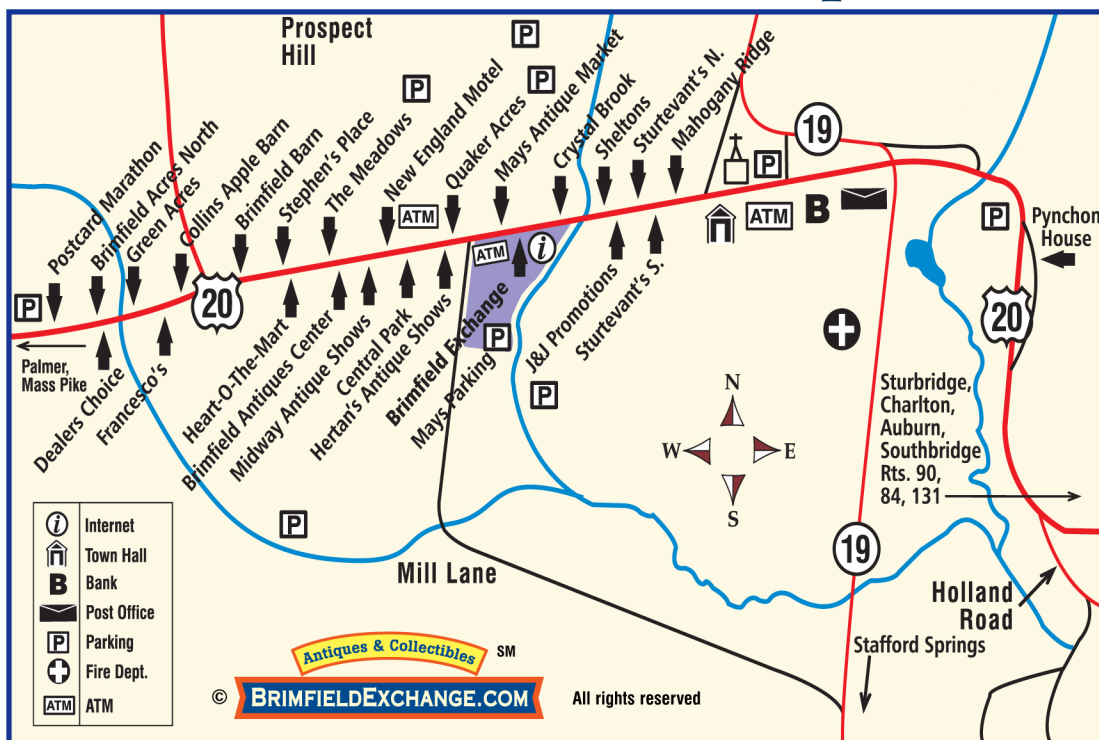 Prospect
Hill
P
P
P
Postcard Marathon
Brimfield Acres North
Green Acres
Collins Apple Barn
Brimfield Barn
Stephen's Place
The Meadows
New England Motel
Quaker Acres
Mays Antique Market
Crystal Brook
Sheltons
Sturtevant's N.
Mahogany Ridge
19
P
ATM
ATM
B
P
Pynchon
House
ATM
i
20
20
P
Palmer,
Mass Pike
Dealers Choice
Francesco's
Heart-O-The-Mart
Brimfield Antiques Center
Midway Antique Shows
Central Park
Hertan's Antique Shows
Brimfield Exchange
Mays Parking
P
J&J Promotions
Sturtevant's S.
P
N
W
E
S
Sturbridge,
Charlton,
Auburn,
Southbridge
Rts. 90,
84, 131
P
19
Mill Lane
Holland
Road
Stafford Springs
i Internet
Town Hall
B Bank
Post Office
P Parking
Fire Dept.
ATM ATM
Antiques & Collectibles SM
© BRIMFIELDEXCHANGE.COM All rights reserved